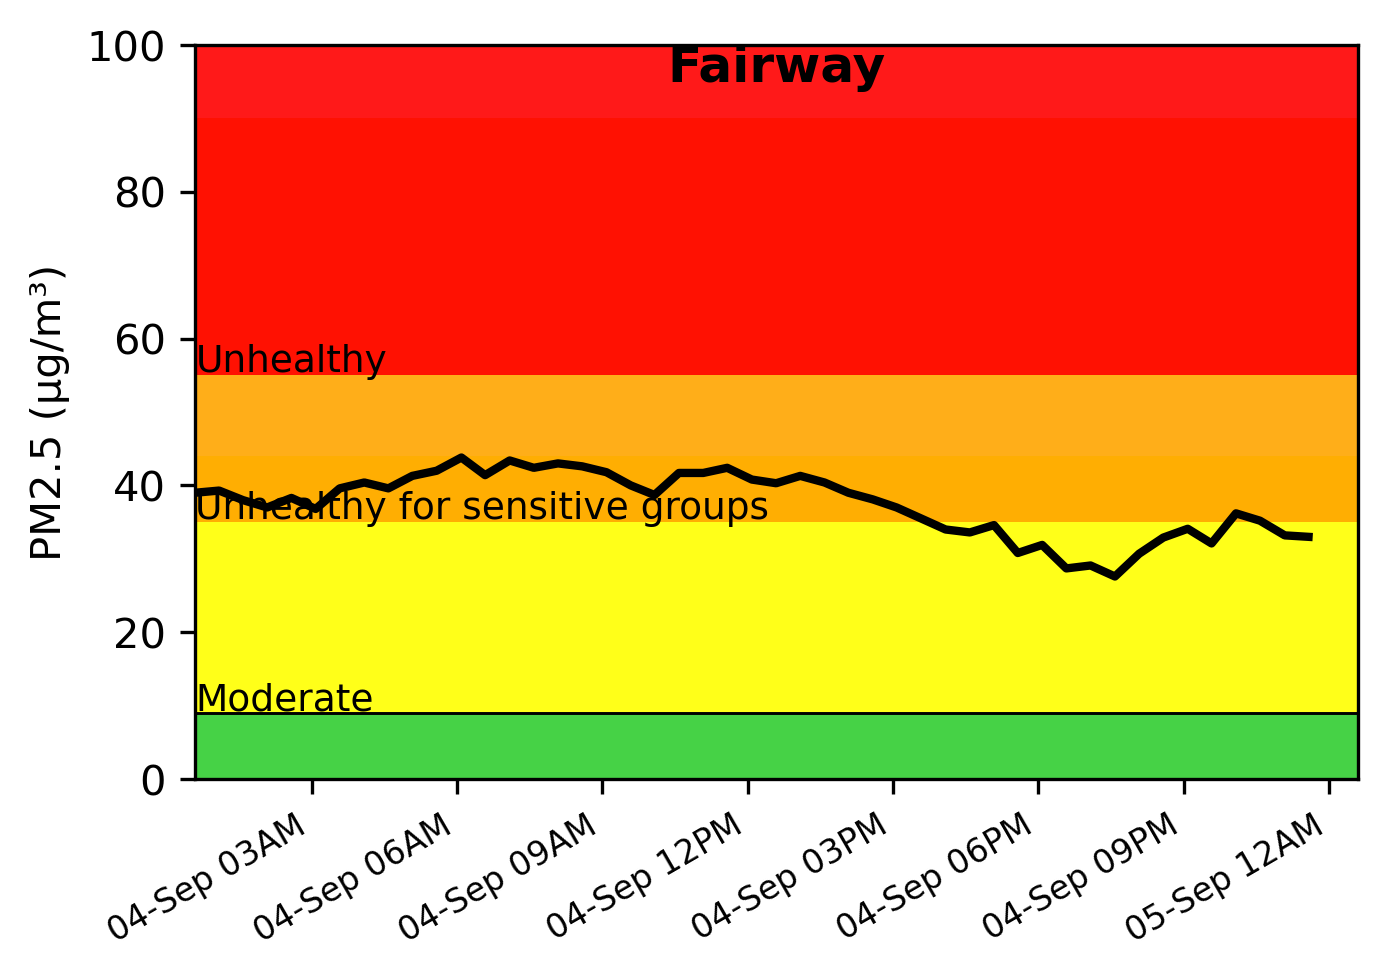 Fairway
100
80
60
40
20
0
PM2.5 (µg/m³)
Unhealthy
Unhealthy for sensitive groups
Moderate
04-Sep 03AM
04-Sep 06AM
04-Sep 09AM
04-Sep 12PM
04-Sep 03PM
04-Sep 06PM
04-Sep 09PM
05-Sep 12AM